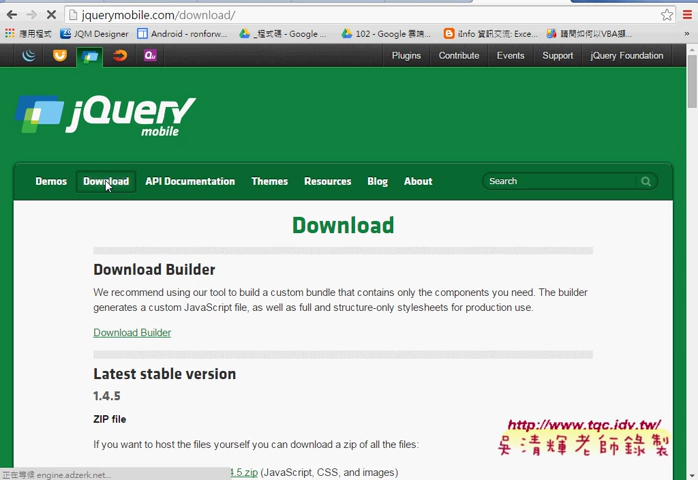 jquerymobile.com/download/
應用程式 JQM Designer Android - ronforw... _程式碼 - Google ... 102 - Google 雲端... iInfo 資訊交流: Exce... 請問如何以VBA擷... »
Plugins Contribute Events Support jQuery Foundation
jQuery
mobile
Demos Download API Documentation Themes Resources Blog About Search
Download
Download Builder
We recommend using our tool to build a custom bundle that contains only the components you need. The builder
generates a custom JavaScript file, as well as full and structure-only stylesheets for production use.
Download Builder
Latest stable version
1.4.5
ZIP file
If you want to host the files yourself you can download a zip of all the files:
4.5.zip (JavaScript, CSS, and images)
正在等候 engine.adzerk.net...
http://www.tqc.idv.tw/
吳清輝老師錄製